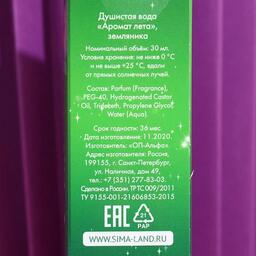 Душистая вода
«Аромат лета»,
земляника
Номинальный объём: 30 мл.
Условия хранения: не ниже 0 °C
и не выше +25 °C, вдали
от прямых солнечных лучей.
Состав: Parfum (Fragrance),
PEG-40, Hydrogenated Castor
Oil, Triglebeth, Propylene Glycol,
Water (Aqua).
Срок годности: 36 мес.
Дата изготовления: 11.2020.
Изготовитель: «ОП-Альфа»
Адрес изготовителя: Россия,
199155, г. Санкт-Петербург,
ул. Наличная, дом 49,
тел.: +7 (351) 277-83-03.
Сделано в России. ТР ТС 009/2011
ТУ 9155-001-21606853-2015
EAC
21
PAP
WWW.SIMA-LAND.RU